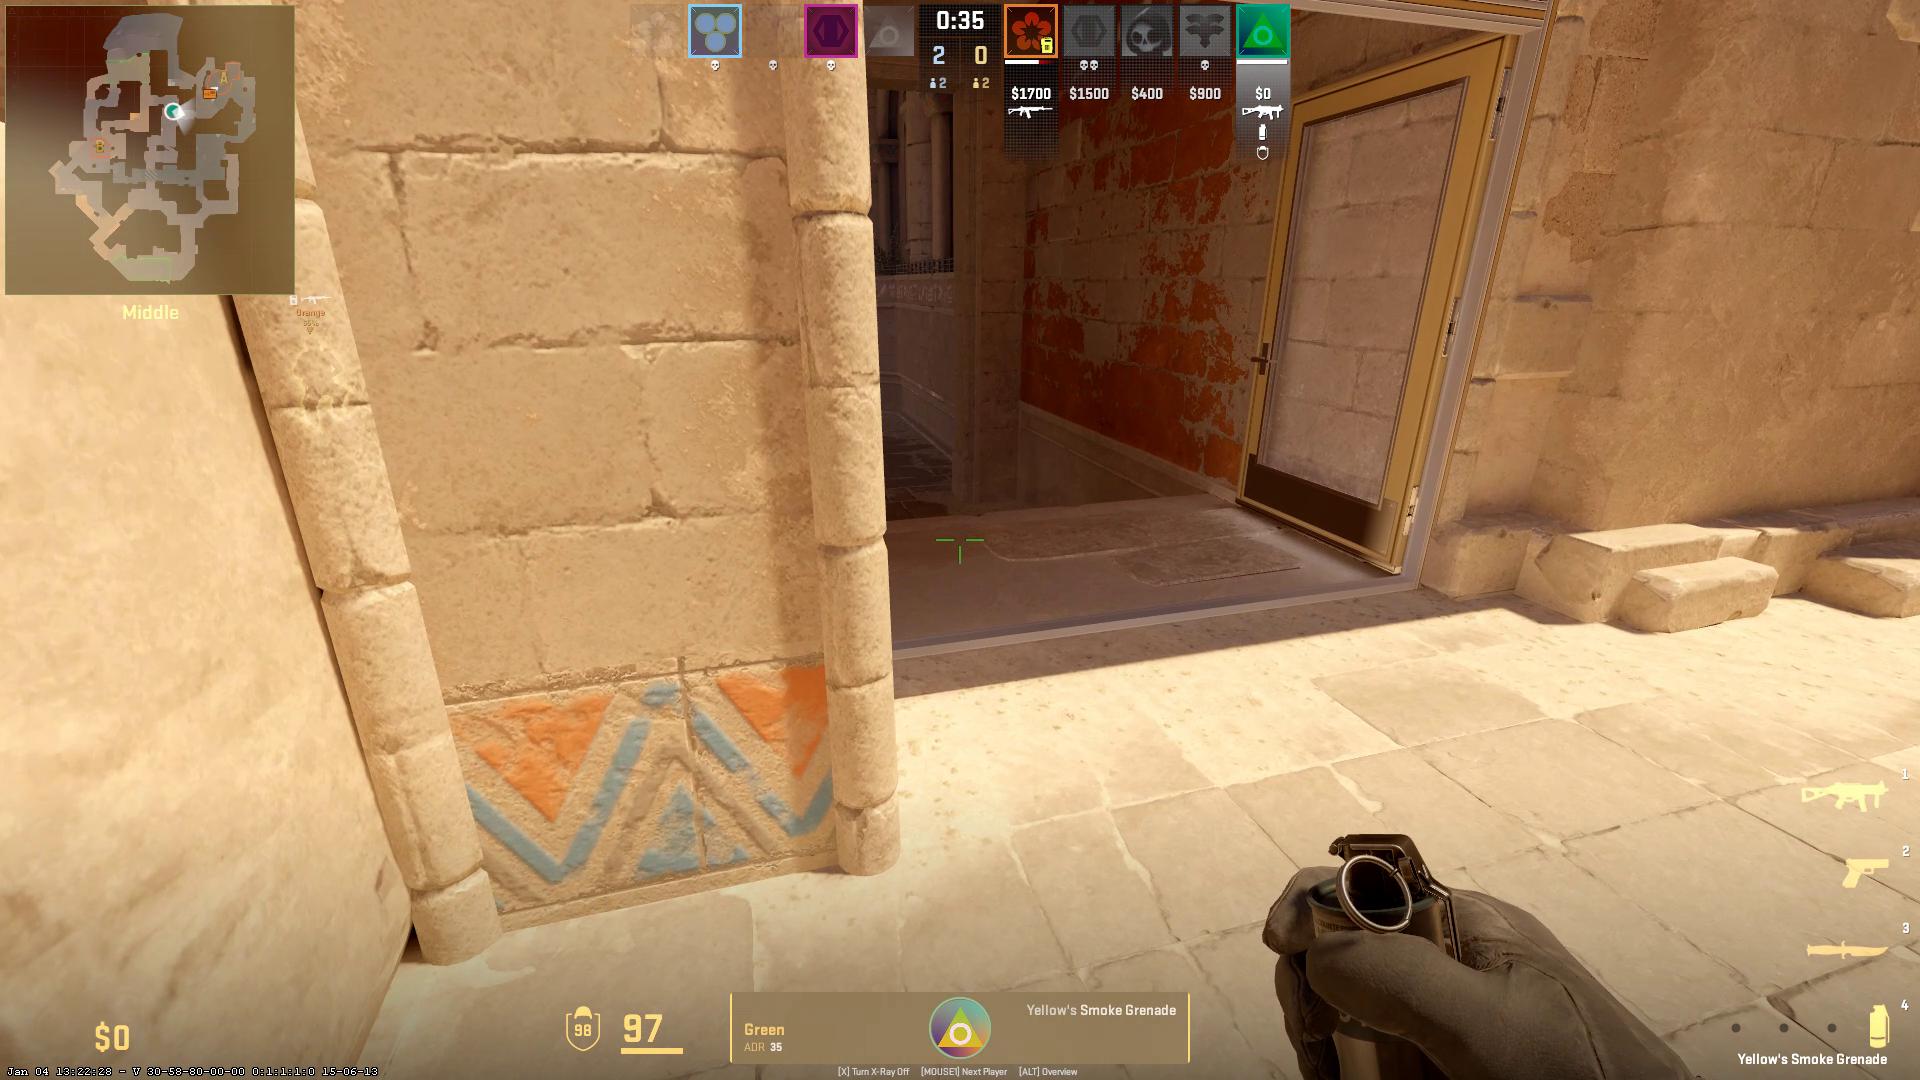 A
B
Middle
Orange
0:35
2 0
2 2
$1700 $1500 $400 $900 $0
1
2
3
4
$0
98
97
Green
ADR 35
Yellow's Smoke Grenade
Yellow's Smoke Grenade
[X] Turn X-Ray Off [MOUSE1] Next Player [ALT] Overview
Jan 04 13:22:28 - V 30-58-80-00-00 0:1:1:1:0 15-06-13